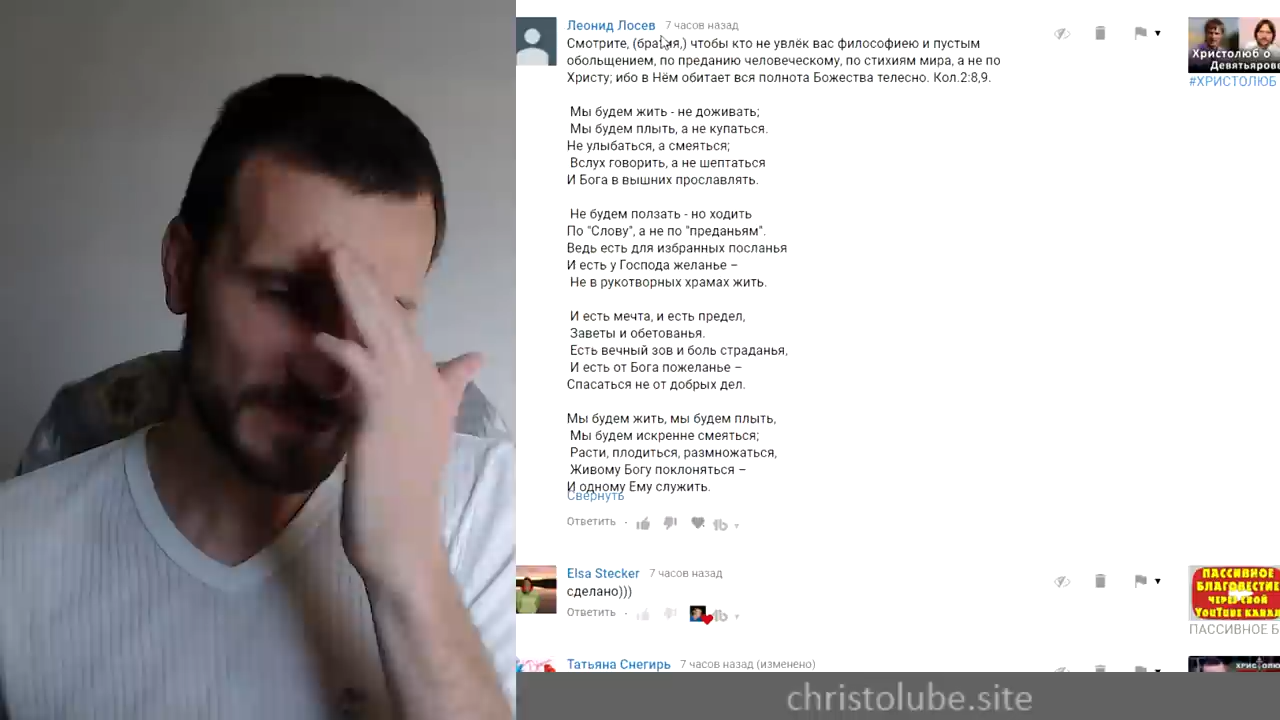 Леонид Лосев 7 часов назад
Смотрите, (братия,) чтобы кто не увлёк вас философиею и пустым
обольщением, по преданию человеческому, по стихиям мира, а не по
Христу; ибо в Нём обитает вся полнота Божества телесно. Кол.2:8,9.
Мы будем жить - не доживать;
Мы будем плыть, а не купаться.
Не улыбаться, а смеяться;
Вслух говорить, а не шептаться
И Бога в вышних прославлять.
Не будем ползать - но ходить
По "Слову", а не по "преданьям".
Ведь есть для избранных посланья
И есть у Господа желанье –
Не в рукотворных храмах жить.
И есть мечта, и есть предел,
Заветы и обетованья.
Есть вечный зов и боль страданья,
И есть от Бога пожеланье –
Спасаться не от добрых дел.
Мы будем жить, мы будем плыть,
Мы будем искренне смеяться;
Расти, плодиться, размножаться,
Живому Богу поклоняться –
И одному Ему служить.
Свернуть
Ответить
Elsa Stecker 7 часов назад
сделано)))
Ответить
Татьяна Снегирь 7 часов назад (изменено)
Христолюб о
Девятьярове
#ХРИСТОЛЮБ
ПАССИВНОЕ
БЛАГОВЕСТИЕ
ЧЕРЕЗ СВОЙ
YouTube КАНАЛ
ПАССИВНОЕ Б
christolube.site